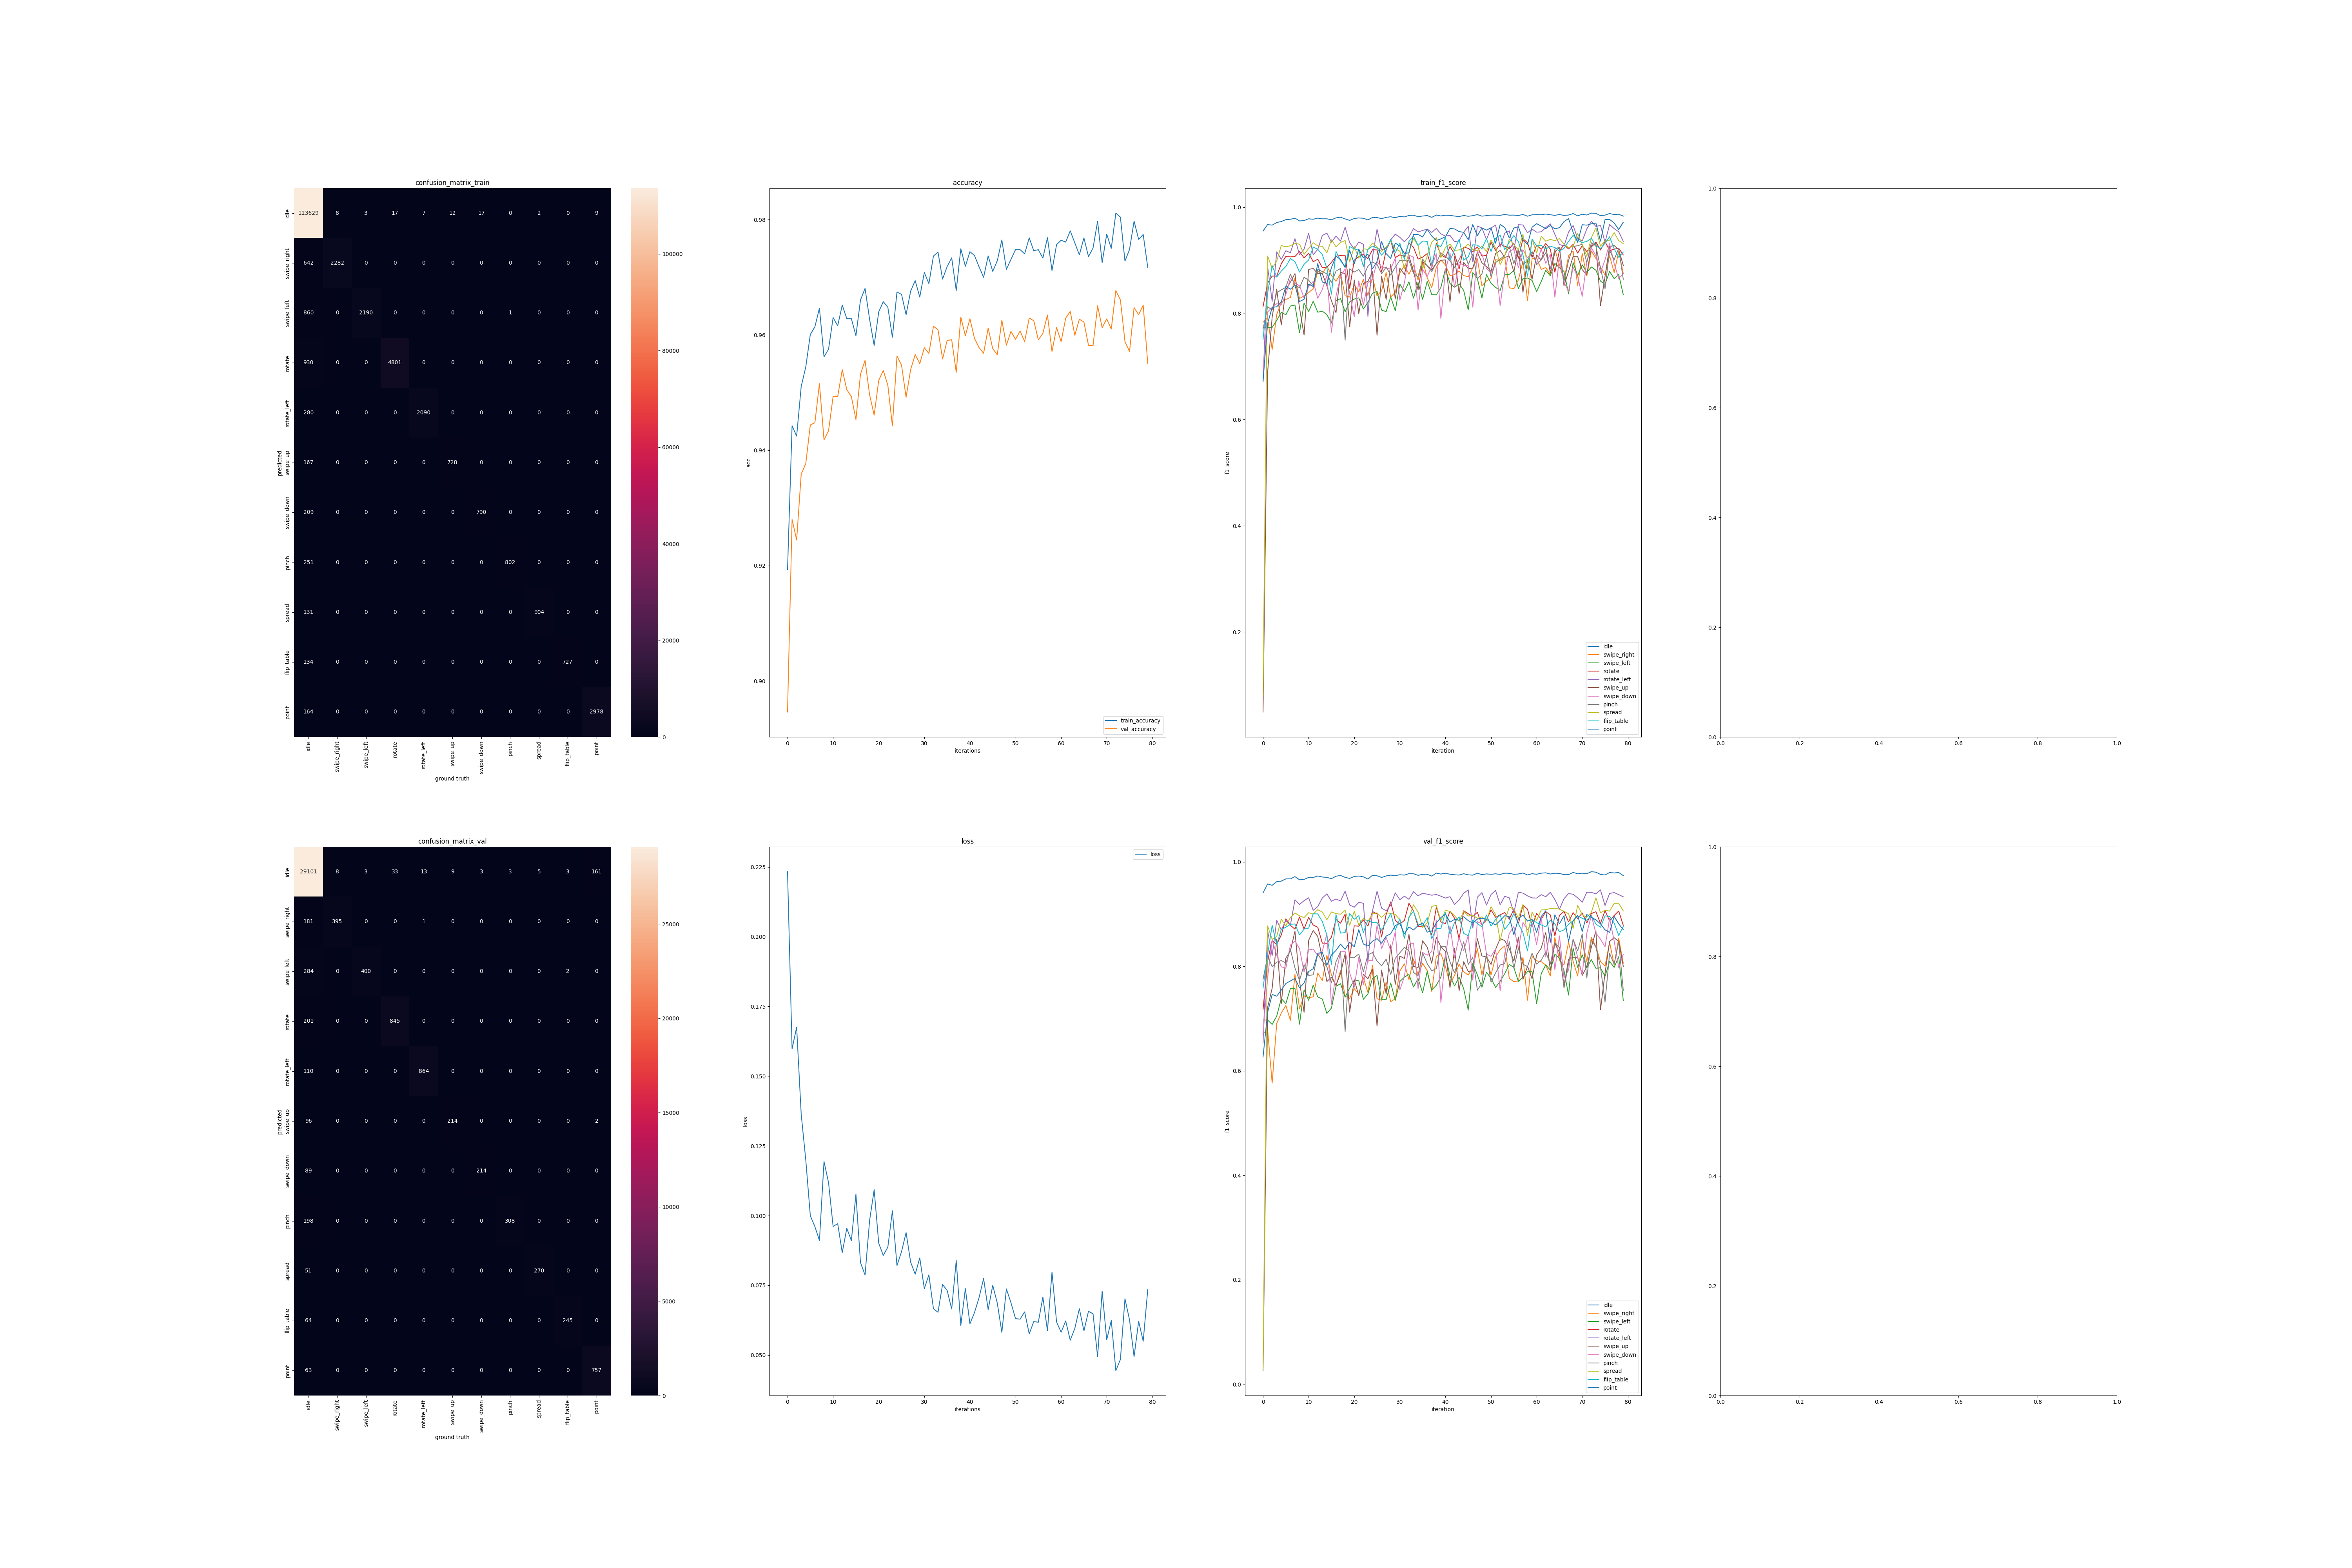 confusion_matrix_train
idle 113629 8 3 17 7 12 17 0 2 0 9
swipe_right 642 2282 0 0 0 0 0 0 0 0 0
swipe_left 860 0 2190 0 0 0 0 1 0 0 0
rotate 930 0 0 4801 0 0 0 0 0 0 0
rotate_left 280 0 0 0 2090 0 0 0 0 0 0
swipe_up 167 0 0 0 0 728 0 0 0 0 0
swipe_down 209 0 0 0 0 0 790 0 0 0 0
pinch 251 0 0 0 0 0 0 802 0 0 0
spread 131 0 0 0 0 0 0 0 904 0 0
flip_table 134 0 0 0 0 0 0 0 0 727 0
point 164 0 0 0 0 0 0 0 0 0 2978
predicted
idle swipe_right swipe_left rotate rotate_left swipe_up swipe_down pinch spread flip_table point
ground truth
100000
80000
60000
40000
20000
0
accuracy
acc
0.98
0.96
0.94
0.92
0.90
train_accuracy
val_accuracy
0 10 20 30 40 50 60 70 80
iterations
train_f1_score
f1_score
1.0
0.8
0.6
0.4
0.2
idle
swipe_right
swipe_left
rotate
rotate_left
swipe_up
swipe_down
pinch
spread
flip_table
point
0 10 20 30 40 50 60 70 80
iteration
1.0
0.8
0.6
0.4
0.2
0.0
0.0 0.2 0.4 0.6 0.8 1.0
confusion_matrix_val
idle 29101 8 3 33 13 9 3 3 5 3 161
swipe_right 181 395 0 0 1 0 0 0 0 0 0
swipe_left 284 0 400 0 0 0 0 0 0 2 0
rotate 201 0 0 845 0 0 0 0 0 0 0
rotate_left 110 0 0 0 864 0 0 0 0 0 0
swipe_up 96 0 0 0 0 214 0 0 0 0 2
swipe_down 89 0 0 0 0 0 214 0 0 0 0
pinch 198 0 0 0 0 0 0 308 0 0 0
spread 51 0 0 0 0 0 0 0 270 0 0
flip_table 64 0 0 0 0 0 0 0 0 245 0
point 63 0 0 0 0 0 0 0 0 0 757
predicted
idle swipe_right swipe_left rotate rotate_left swipe_up swipe_down pinch spread flip_table point
ground truth
25000
20000
15000
10000
5000
0
loss
loss
0.225
0.200
0.175
0.150
0.125
0.100
0.075
0.050
loss
0 10 20 30 40 50 60 70 80
iterations
val_f1_score
f1_score
1.0
0.8
0.6
0.4
0.2
0.0
idle
swipe_right
swipe_left
rotate
rotate_left
swipe_up
swipe_down
pinch
spread
flip_table
point
0 10 20 30 40 50 60 70 80
iteration
1.0
0.8
0.6
0.4
0.2
0.0
0.0 0.2 0.4 0.6 0.8 1.0